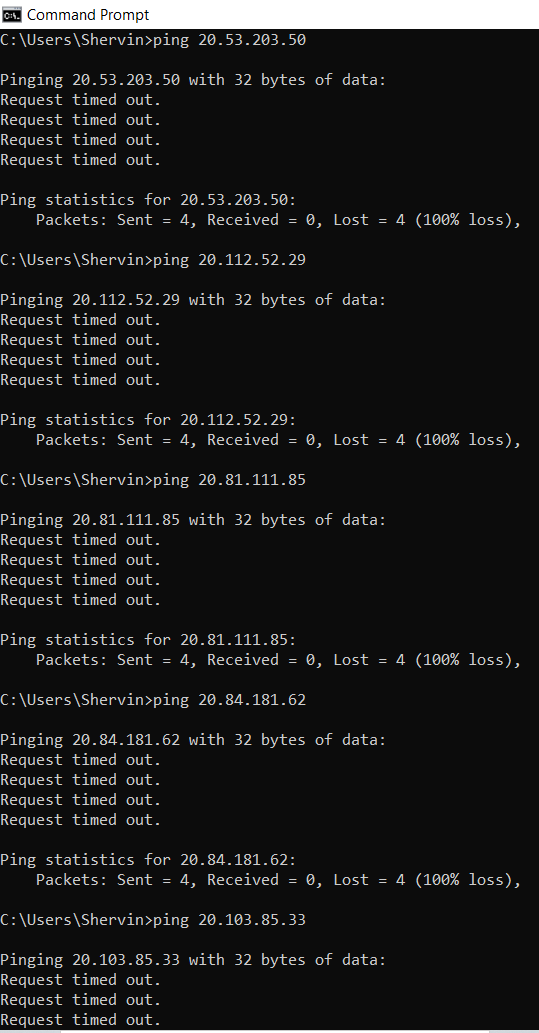 Command Prompt
C:\Users\Shervin>ping 20.53.203.50
Pinging 20.53.203.50 with 32 bytes of data:
Request timed out.
Request timed out.
Request timed out.
Request timed out.
Ping statistics for 20.53.203.50:
    Packets: Sent = 4, Received = 0, Lost = 4 (100% loss),
C:\Users\Shervin>ping 20.112.52.29
Pinging 20.112.52.29 with 32 bytes of data:
Request timed out.
Request timed out.
Request timed out.
Request timed out.
Ping statistics for 20.112.52.29:
    Packets: Sent = 4, Received = 0, Lost = 4 (100% loss),
C:\Users\Shervin>ping 20.81.111.85
Pinging 20.81.111.85 with 32 bytes of data:
Request timed out.
Request timed out.
Request timed out.
Request timed out.
Ping statistics for 20.81.111.85:
    Packets: Sent = 4, Received = 0, Lost = 4 (100% loss),
C:\Users\Shervin>ping 20.84.181.62
Pinging 20.84.181.62 with 32 bytes of data:
Request timed out.
Request timed out.
Request timed out.
Request timed out.
Ping statistics for 20.84.181.62:
    Packets: Sent = 4, Received = 0, Lost = 4 (100% loss),
C:\Users\Shervin>ping 20.103.85.33
Pinging 20.103.85.33 with 32 bytes of data:
Request timed out.
Request timed out.
Request timed out.